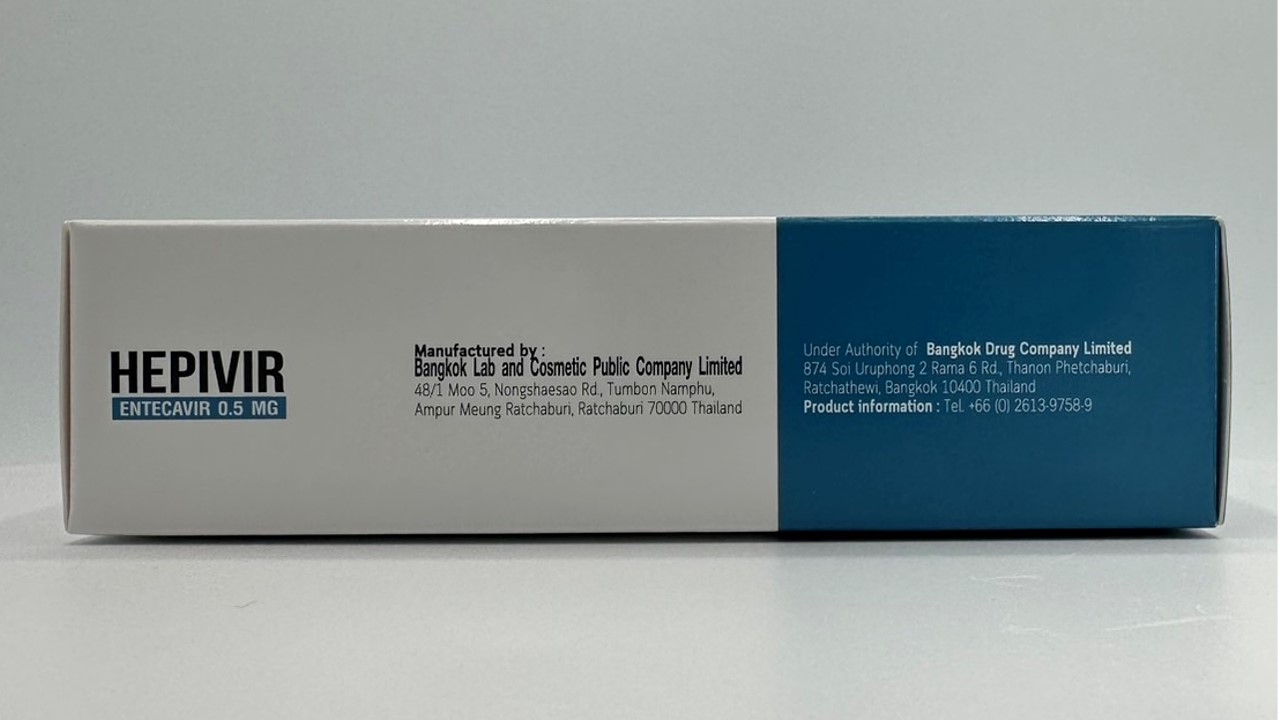 HEPIVIR
ENTECAVIR 0.5 MG
Manufactured by :
Bangkok Lab and Cosmetic Public Company Limited
48/1 Moo 5, Nongshaesao Rd., Tumbon Namphu,
Ampur Meung Ratchaburi, Ratchaburi 70000 Thailand
Under Authority of Bangkok Drug Company Limited
874 Soi Uruphong 2 Rama 6 Rd., Thanon Phetchaburi,
Ratchathewi, Bangkok 10400 Thailand
Product information : Tel. +66 (0) 2613-9758-9